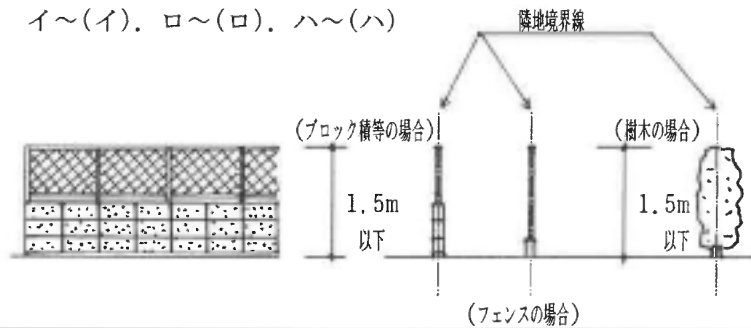 イ～(イ). ロ～(ロ). ハ～(ハ)
隣地境界線
(ブロック積等の場合)
(樹木の場合)
1.5m
以下
1.5m
以下
(フェンスの場合)